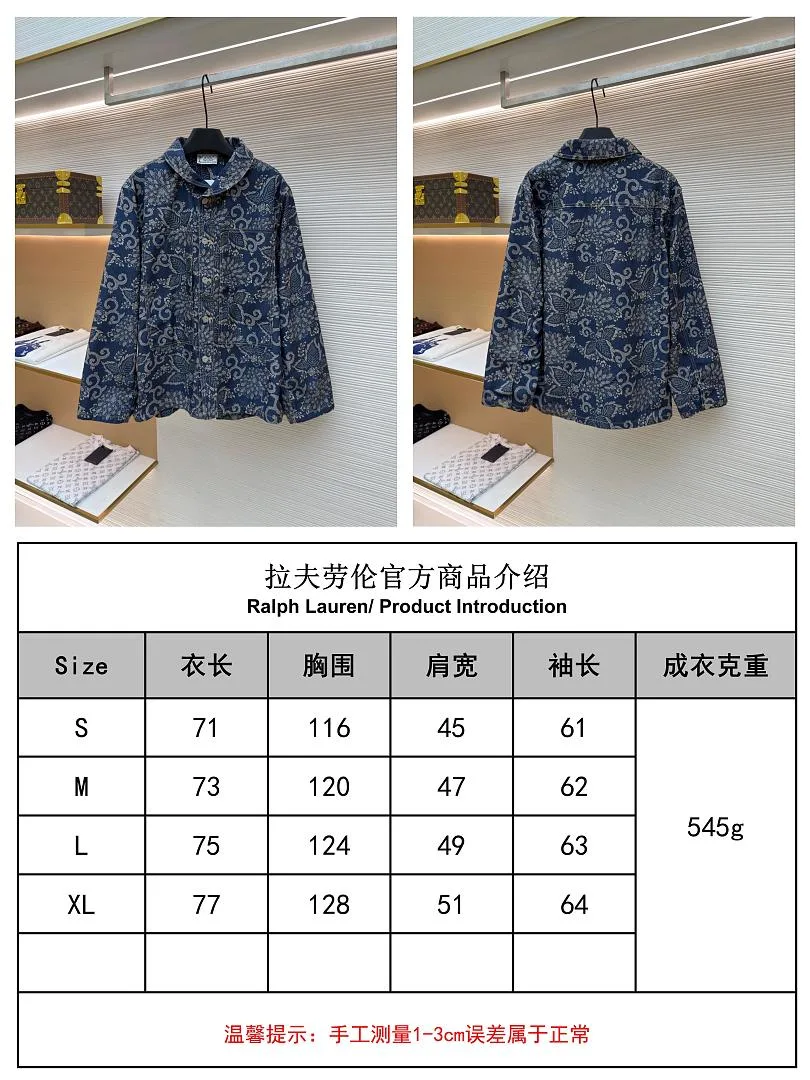 拉夫劳伦官方商品介绍
Ralph Lauren/ Product Introduction
Size 衣长 胸围 肩宽 袖长 成衣克重
S 71 116 45 61
M 73 120 47 62
545g
L 75 124 49 63
XL 77 128 51 64
温馨提示：手工测量1-3cm误差属于正常